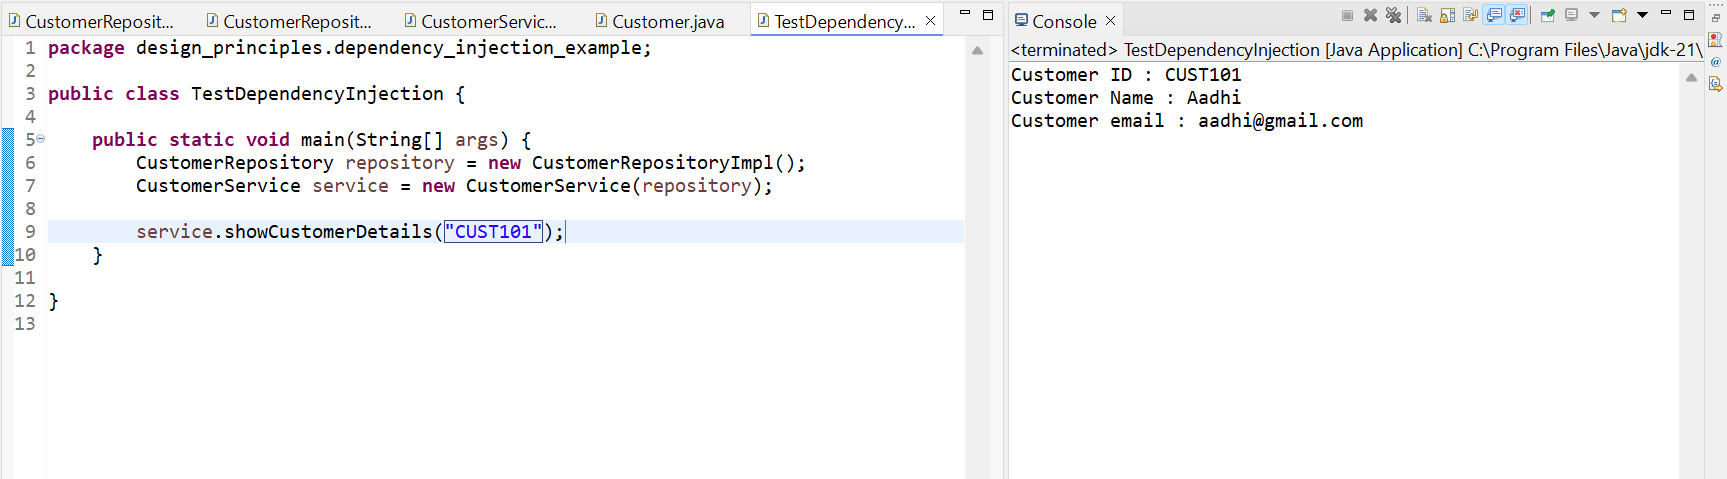 CustomerReposit... CustomerReposit... CustomerServic... Customer.java TestDependency...
1 package design_principles.dependency_injection_example;
2
3 public class TestDependencyInjection {
4
5 public static void main(String[] args) {
6 CustomerRepository repository = new CustomerRepositoryImpl();
7 CustomerService service = new CustomerService(repository);
8
9 service.showCustomerDetails("CUST101");
10 }
11
12 }
13
Console
<terminated> TestDependencyInjection [Java Application] C:\Program Files\Java\jdk-21\
Customer ID : CUST101
Customer Name : Aadhi
Customer email : aadhi@gmail.com